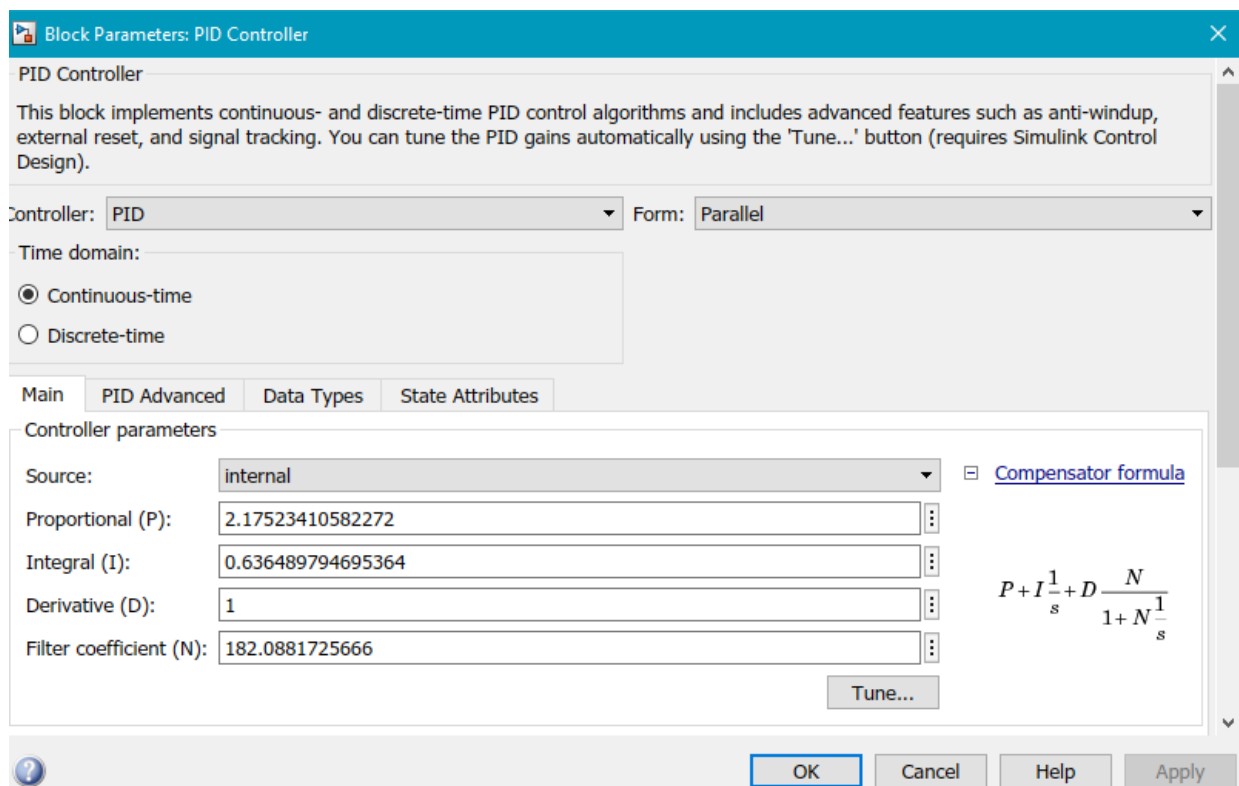 Block Parameters: PID Controller
PID Controller
This block implements continuous- and discrete-time PID control algorithms and includes advanced features such as anti-windup,
external reset, and signal tracking. You can tune the PID gains automatically using the 'Tune...' button (requires Simulink Control
Design).
Controller: PID Form: Parallel
Time domain:
Continuous-time
Discrete-time
Main PID Advanced Data Types State Attributes
Controller parameters
Source: internal Compensator formula
Proportional (P): 2.17523410582272
Integral (I): 0.636489794695364
Derivative (D): 1
Filter coefficient (N): 182.0881725666
P + I 1/s + D N/(1 + N 1/s)
Tune...
OK Cancel Help Apply